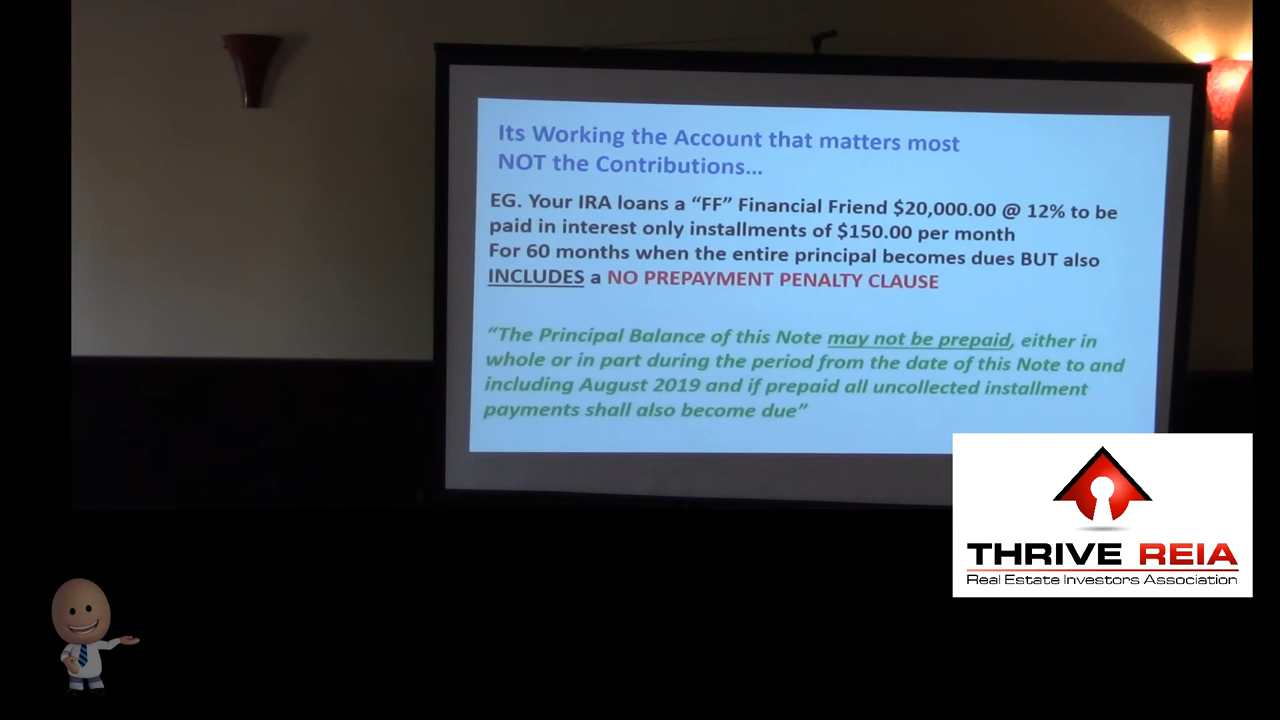 Its Working the Account that matters most
NOT the Contributions...
EG. Your IRA loans a “FF” Financial Friend $20,000.00 @ 12% to be
paid in interest only installments of $150.00 per month
For 60 months when the entire principal becomes dues BUT also
INCLUDES a NO PREPAYMENT PENALTY CLAUSE
“The Principal Balance of this Note may not be prepaid, either in
whole or in part during the period from the date of this Note to and
including August 2019 and if prepaid all uncollected installment
payments shall also become due”
THRIVE REIA
Real Estate Investors Association